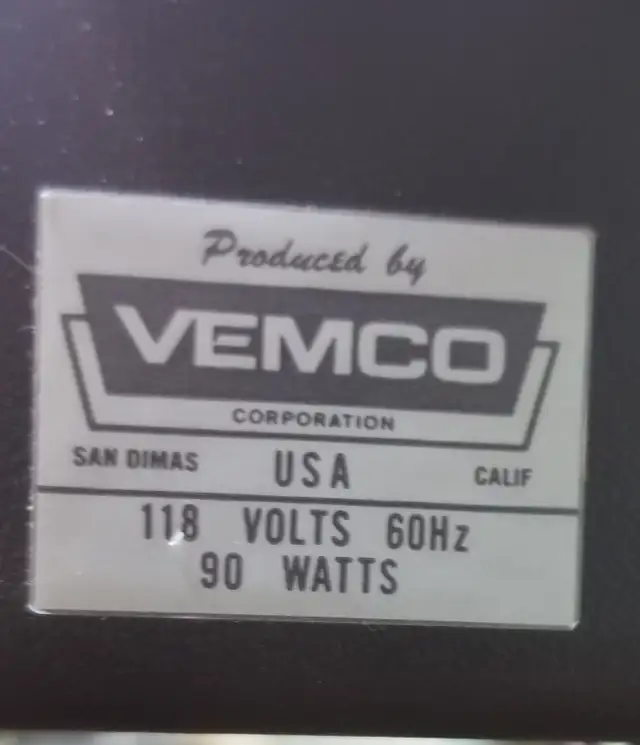 Produced by
VEMCO
CORPORATION
SAN DIMAS USA CALIF
118 VOLTS 60Hz
90 WATTS